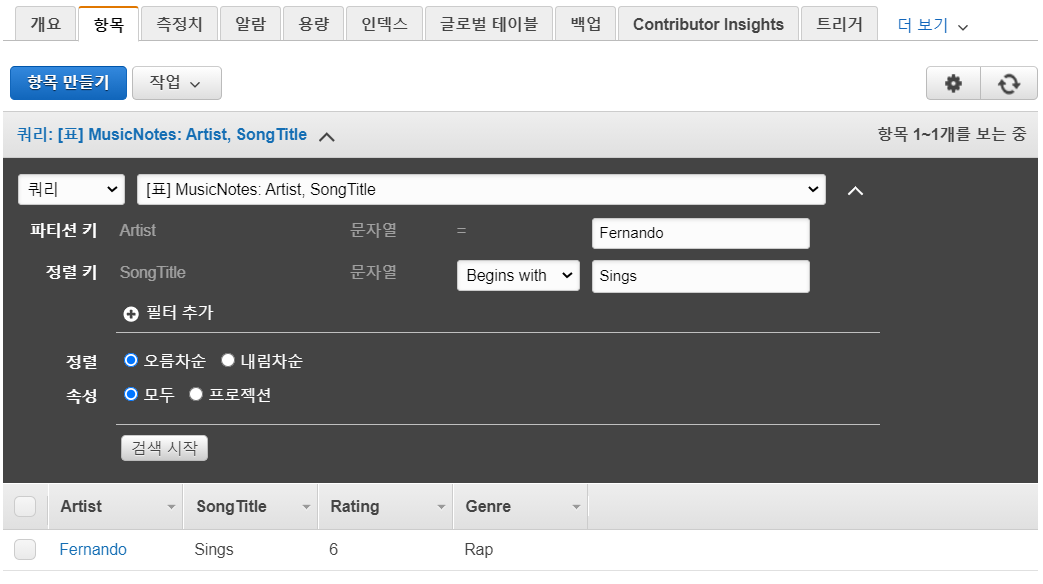 개요 항목 측정치 알람 용량 인덱스 글로벌 테이블 백업 Contributor Insights 트리거 더 보기
항목 만들기 작업
쿼리: [표] MusicNotes: Artist, SongTitle 항목 1~1개를 보는 중
쿼리 [표] MusicNotes: Artist, SongTitle
파티션 키 Artist 문자열 = Fernando
정렬 키 SongTitle 문자열 Begins with Sings
필터 추가
정렬 오름차순 내림차순
속성 모두 프로젝션
검색 시작
Artist SongTitle Rating Genre
Fernando Sings 6 Rap